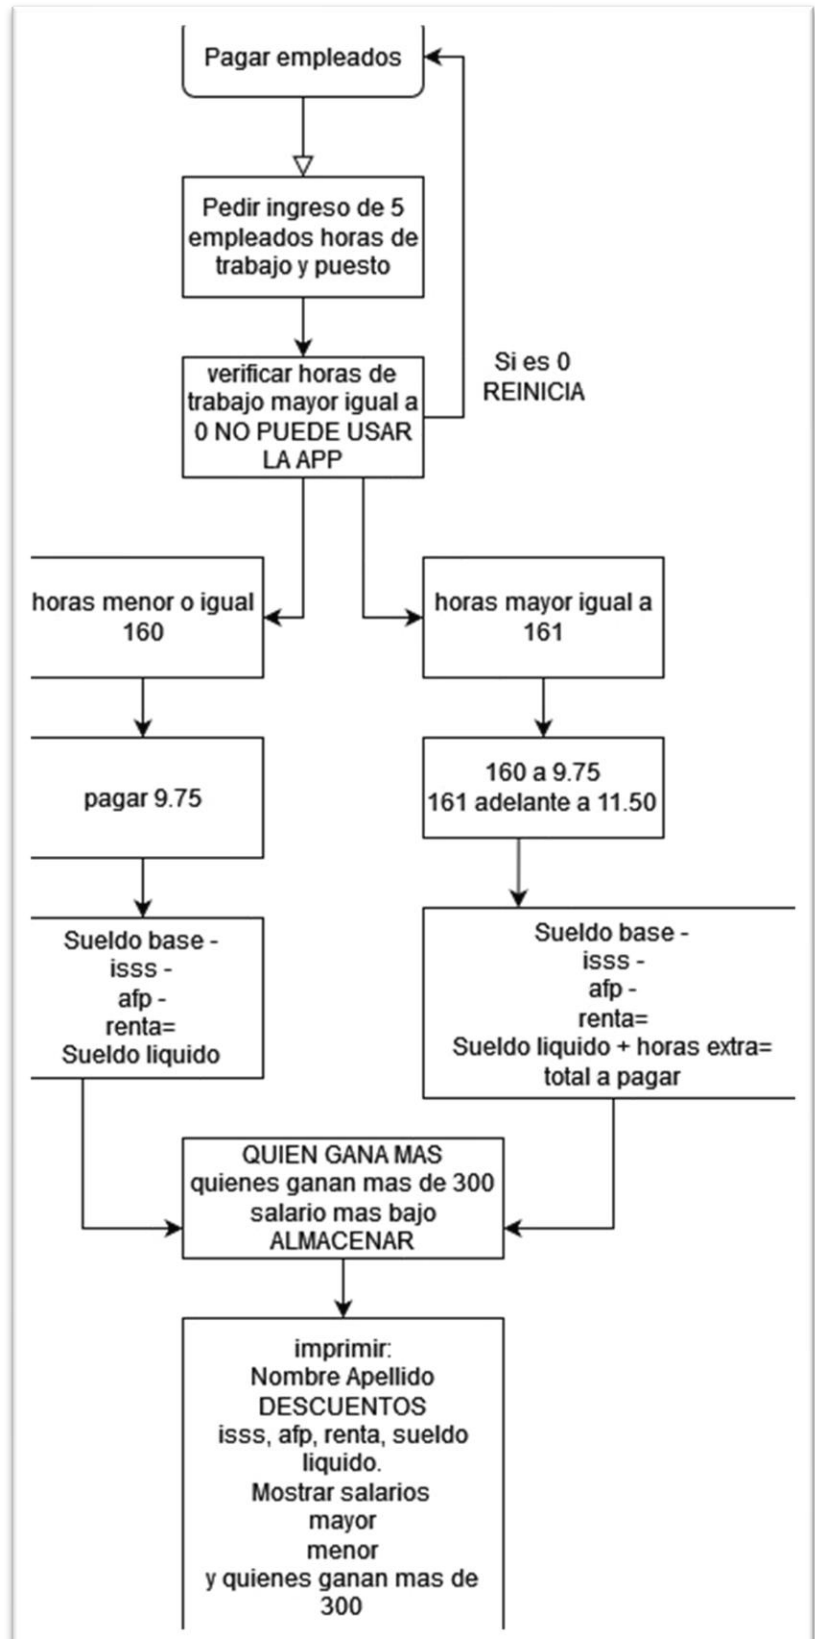 Pagar empleados
Pedir ingreso de 5
empleados horas de
trabajo y puesto
verificar horas de
trabajo mayor igual a
0 NO PUEDE USAR
LA APP
Si es 0
REINICIA
horas menor o igual
160
horas mayor igual a
161
pagar 9.75
160 a 9.75
161 adelante a 11.50
Sueldo base -
isss -
afp -
renta=
Sueldo liquido
Sueldo base -
isss -
afp -
renta=
Sueldo liquido + horas extra=
total a pagar
QUIEN GANA MAS
quienes ganan mas de 300
salario mas bajo
ALMACENAR
imprimir:
Nombre Apellido
DESCUENTOS
isss, afp, renta, sueldo
liquido.
Mostrar salarios
mayor
menor
y quienes ganan mas de
300